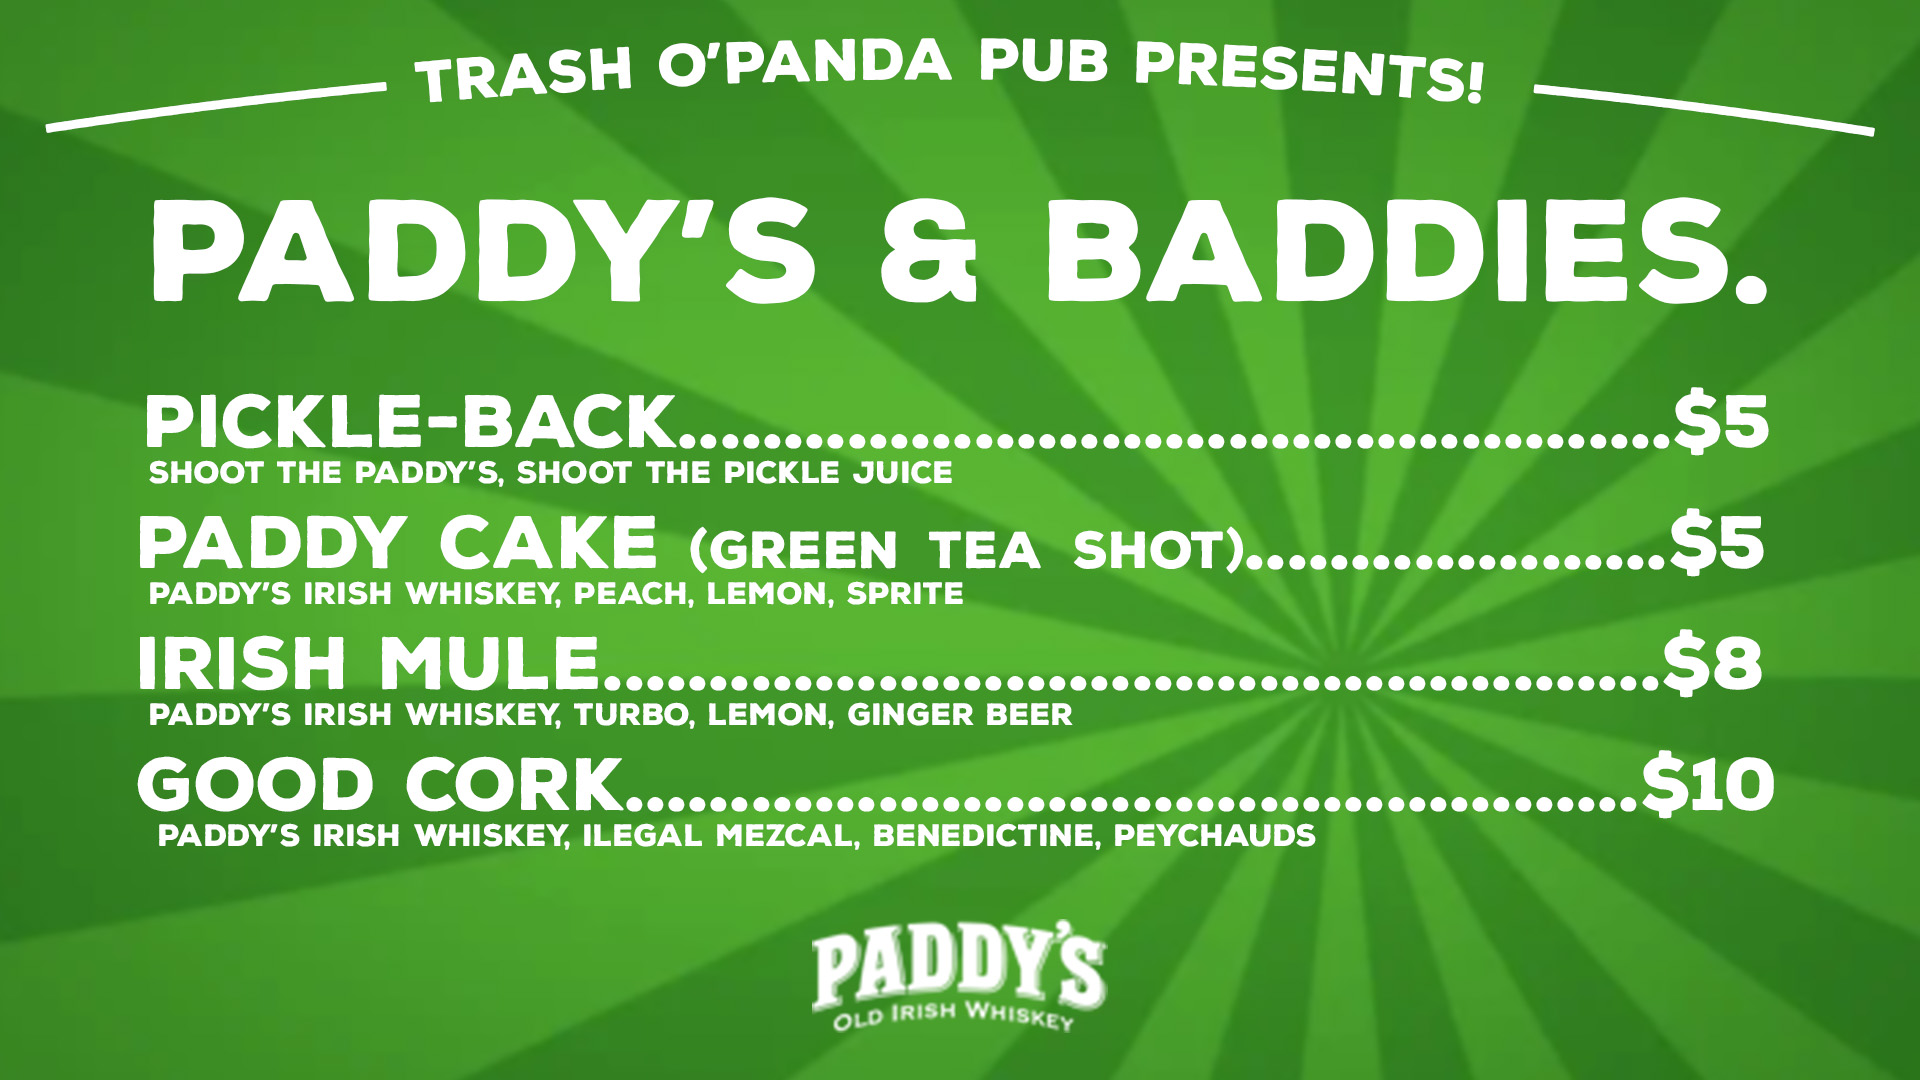 TRASH O'PANDA PUB PRESENTS!
PADDY'S & BADDIES.
PICKLE-BACK...............................................$5
SHOOT THE PADDY'S, SHOOT THE PICKLE JUICE
PADDY CAKE (GREEN TEA SHOT)....................$5
PADDY'S IRISH WHISKEY, PEACH, LEMON, SPRITE
IRISH MULE..................................................$8
PADDY'S IRISH WHISKEY, TURBO, LEMON, GINGER BEER
GOOD CORK................................................$10
PADDY'S IRISH WHISKEY, ILEGAL MEZCAL, BENEDICTINE, PEYCHAUDS
PADDY'S
OLD IRISH WHISKEY